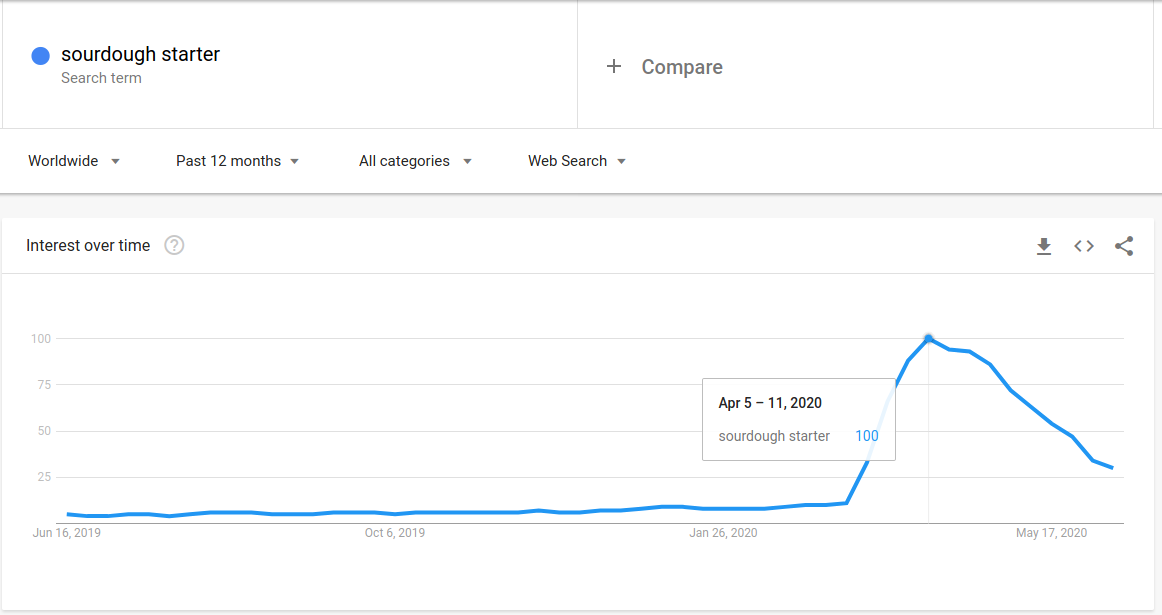 sourdough starter
Search term
+ Compare
Worldwide
Past 12 months
All categories
Web Search
Interest over time ?
100
75
50
25
Apr 5 – 11, 2020
sourdough starter 100
Jun 16, 2019
Oct 6, 2019
Jan 26, 2020
May 17, 2020